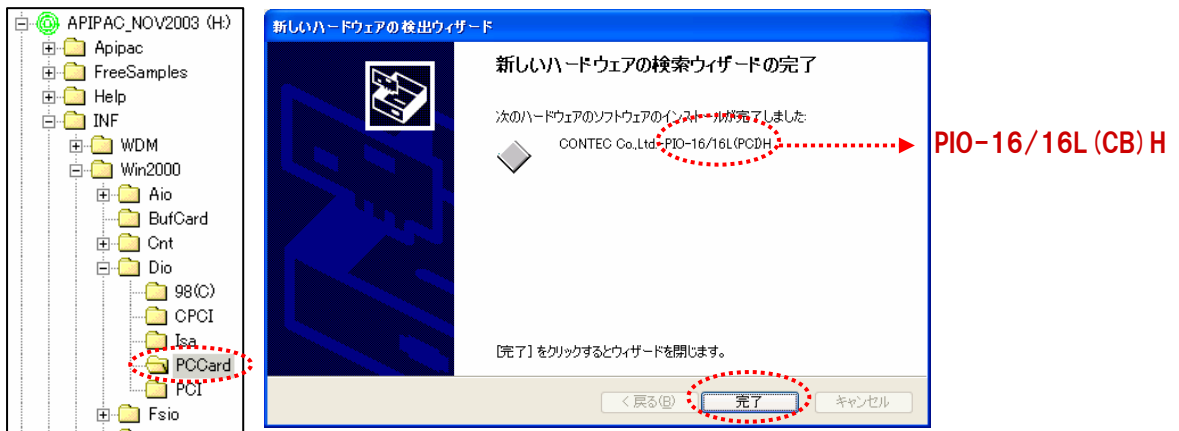 APIPAC_NOV2003 (H:)
Apipac
FreeSamples
Help
INF
WDM
Win2000
Aio
BufCard
Cnt
Dio
98(C)
CPCI
Isa
PCCard
PCI
Fsio
新しいハードウェアの検出ウィザード
新しいハードウェアの検索ウィザードの完了
次のハードウェアのソフトウェアのインストールが完了しました:
CONTEC Co.,Ltd. PIO-16/16L(PCI)H
[完了] をクリックするとウィザードを閉じます。
< 戻る(B)
完了
キャンセル
PIO-16/16L(CB)H